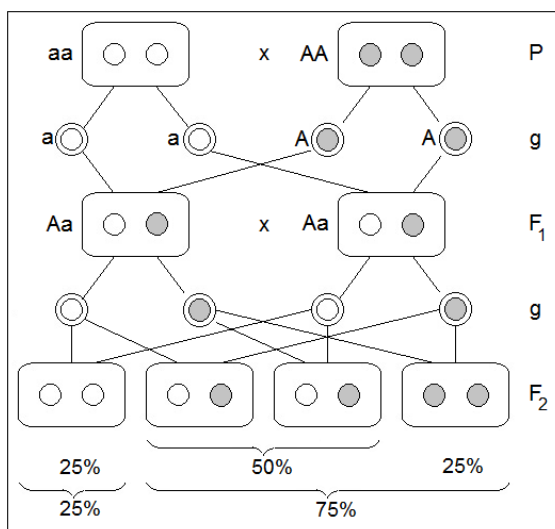 aa x AA P
a a A A g
Aa x Aa F1
g
F2
25% 50% 25%
25% 75%